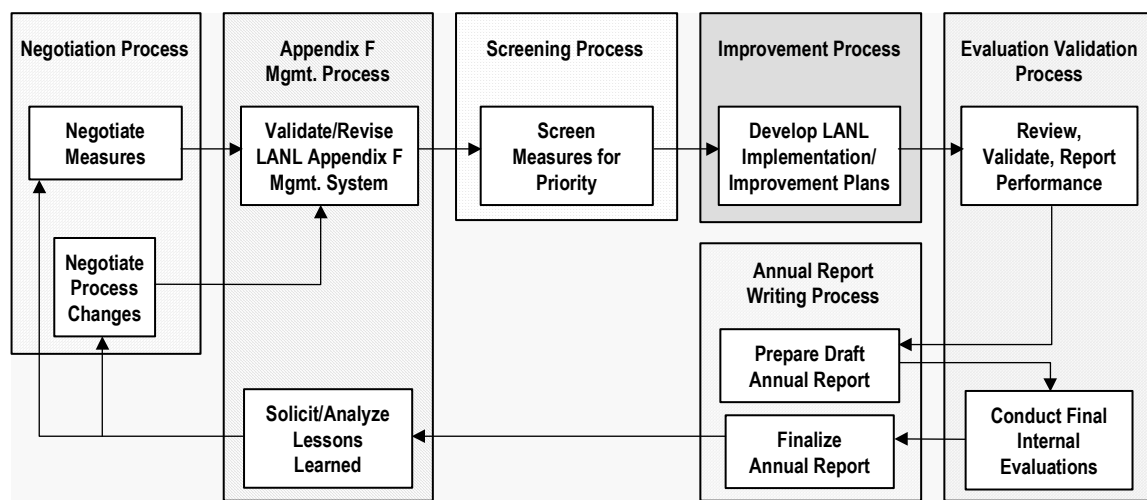 Negotiation Process
Negotiate
Measures
Negotiate
Process
Changes
Appendix F
Mgmt. Process
Validate/Revise
LANL Appendix F
Mgmt. System
Solicit/Analyze
Lessons
Learned
Screening Process
Screen
Measures for
Priority
Improvement Process
Develop LANL
Implementation/
Improvement Plans
Annual Report
Writing Process
Prepare Draft
Annual Report
Finalize
Annual Report
Evaluation Validation
Process
Review,
Validate, Report
Performance
Conduct Final
Internal
Evaluations